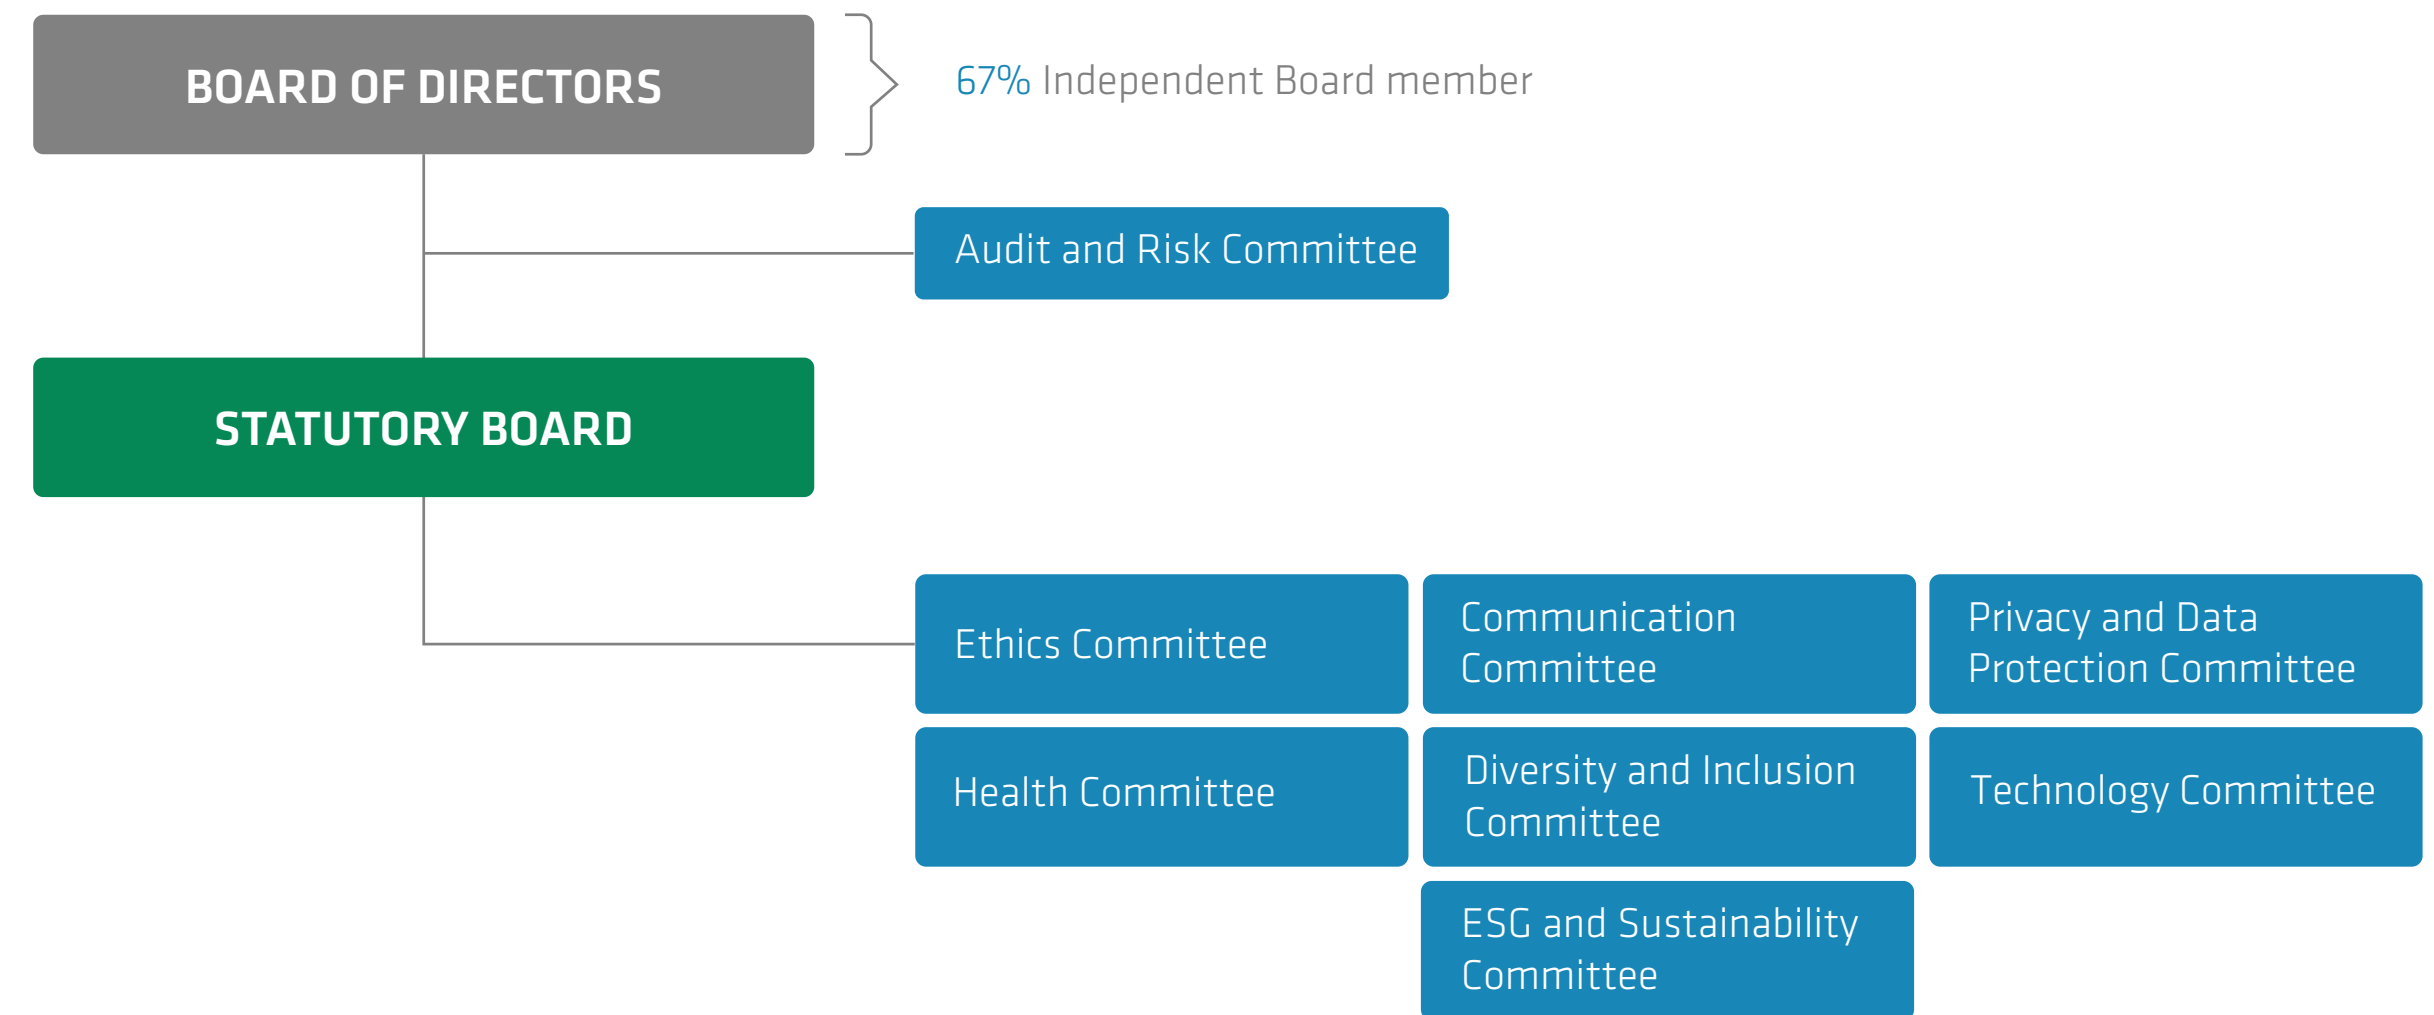 BOARD OF DIRECTORS
67% Independent Board member
Audit and Risk Committee
STATUTORY BOARD
Ethics Committee
Communication
Committee
Privacy and Data
Protection Committee
Health Committee
Diversity and Inclusion
Committee
Technology Committee
ESG and Sustainability
Committee